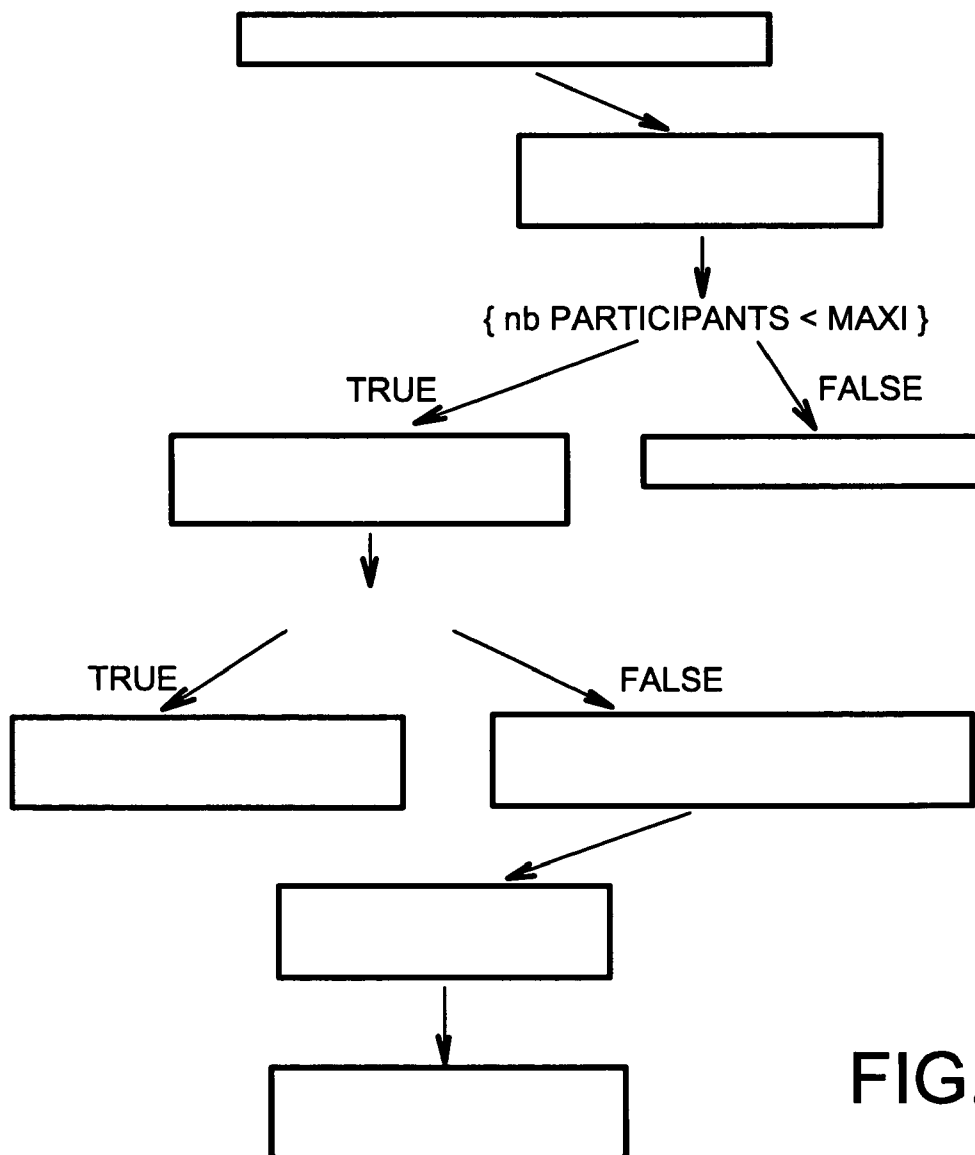 { nb PARTICIPANTS < MAXI }
TRUE
FALSE
TRUE
FALSE
FIG.